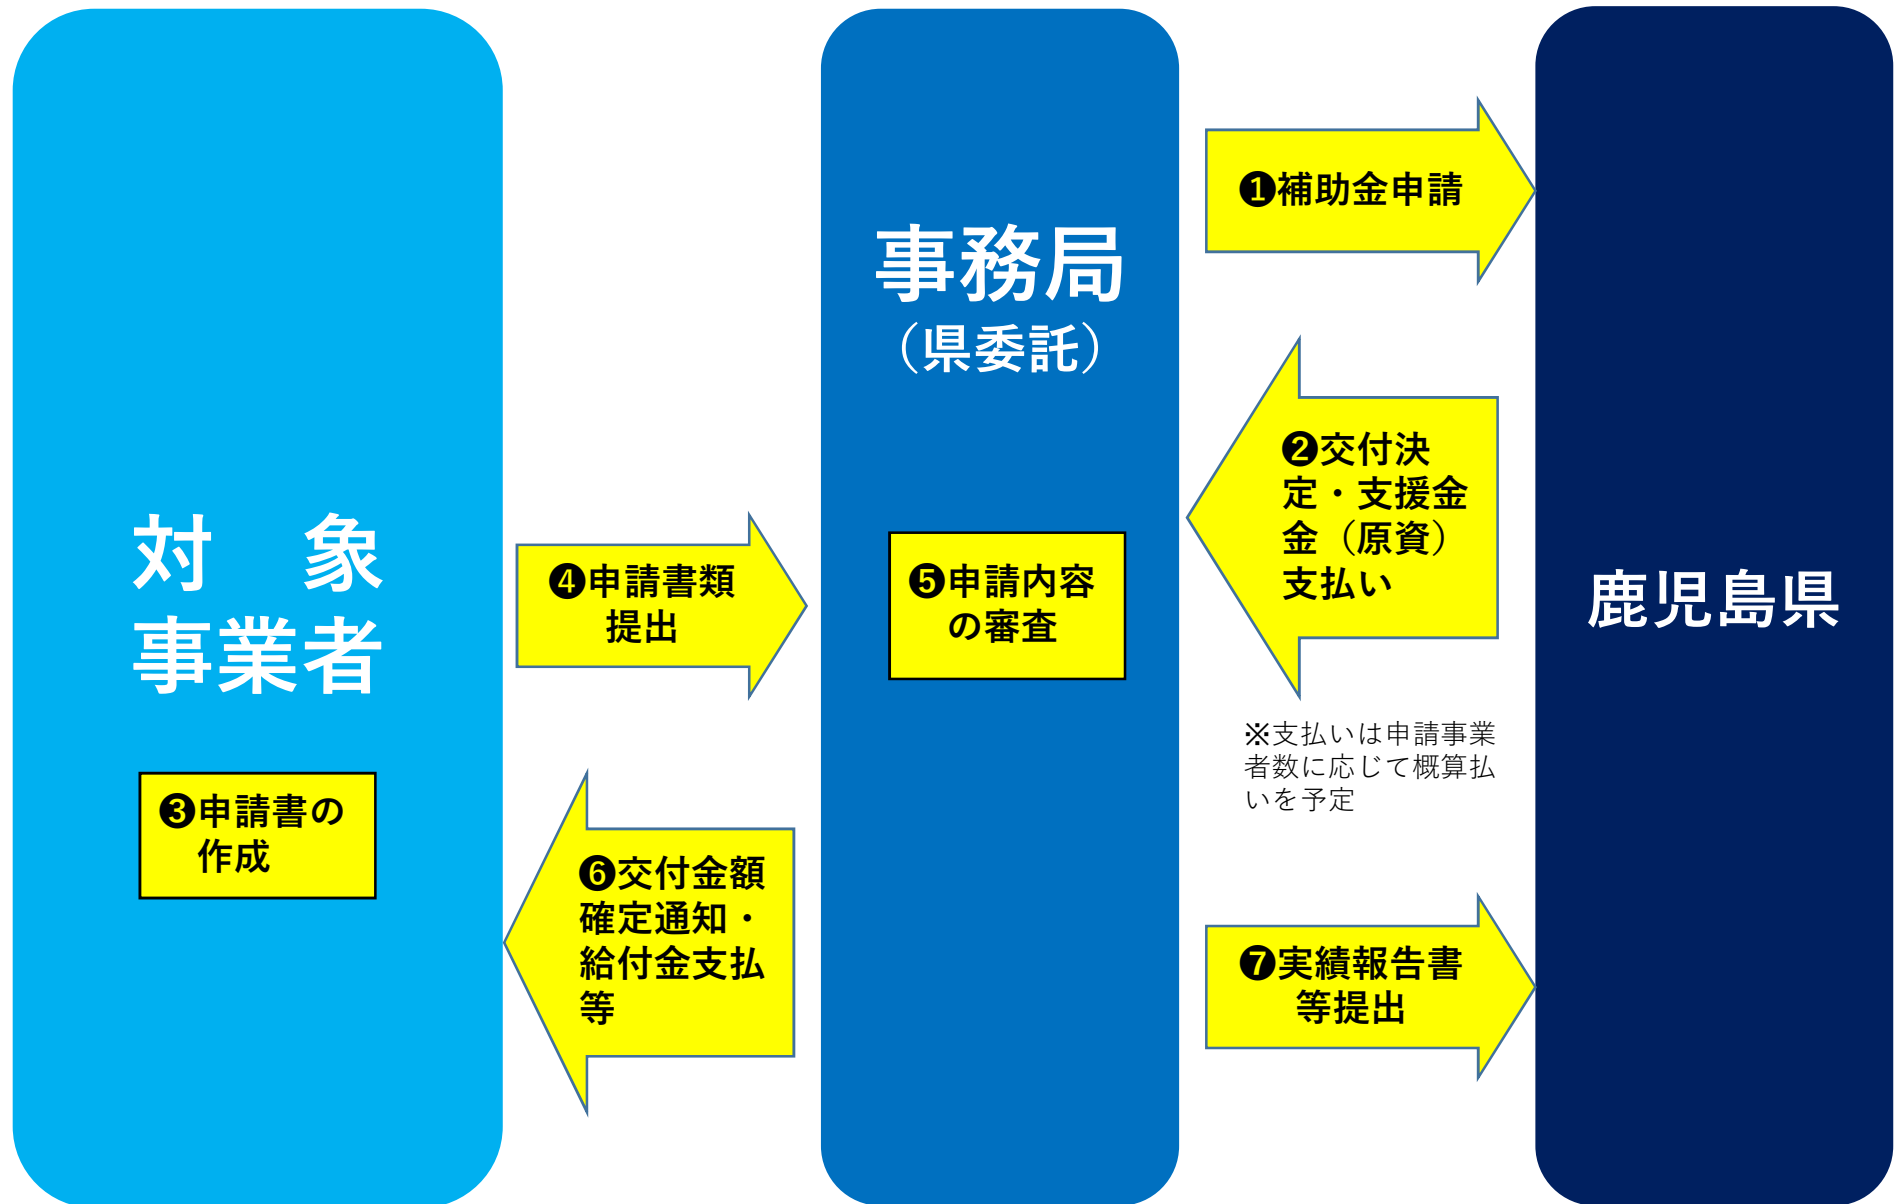 対　象
事業者
❸申請書の
作成
❹申請書類
提出
❻交付金額
確定通知・
給付金支払
等
事務局
（県委託）
❺申請内容
の審査
❶補助金申請
❷交付決
定・支援金
金（原資）
支払い
※支払いは申請事業
者数に応じて概算払
いを予定
❼実績報告書
等提出
鹿児島県